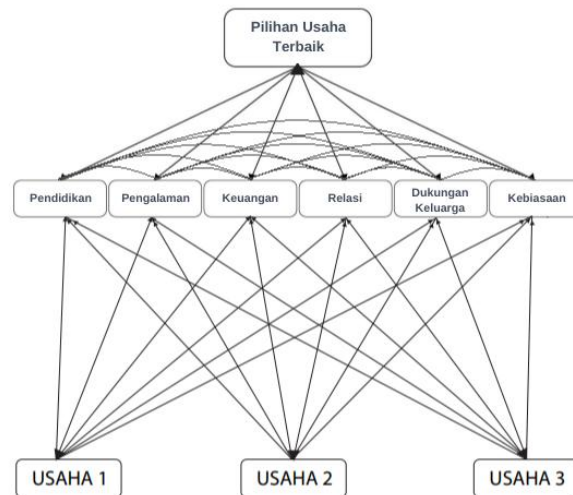 Pilihan Usaha
Terbaik
Pendidikan
Pengalaman
Keuangan
Relasi
Dukungan
Keluarga
Kebiasaan
USAHA 1
USAHA 2
USAHA 3